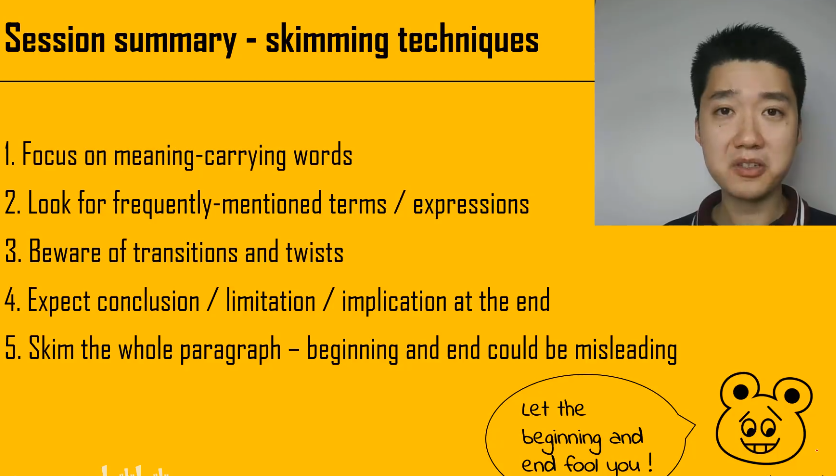 Session summary - skimming techniques
1. Focus on meaning-carrying words
2. Look for frequently-mentioned terms / expressions
3. Beware of transitions and twists
4. Expect conclusion / limitation / implication at the end
5. Skim the whole paragraph – beginning and end could be misleading
Let the
beginning and
end fool you !